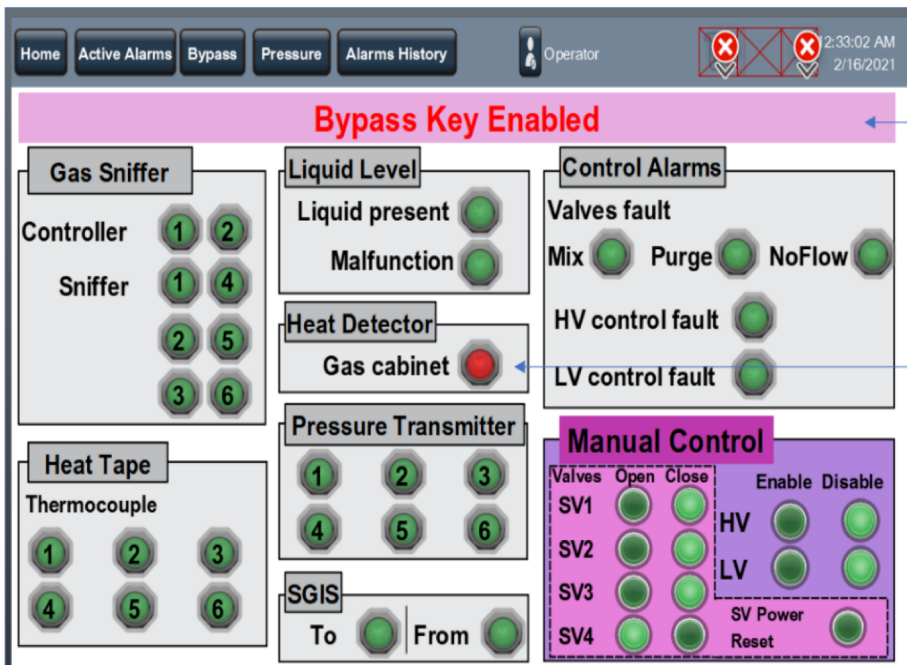 Home Active Alarms Bypass Pressure Alarms History Operator 2:33:02 AM
2/16/2021
Bypass Key Enabled
Gas Sniffer
Controller 1 2
Sniffer 1 4
2 5
3 6
Heat Tape
Thermocouple
1 2 3
4 5 6
Liquid Level
Liquid present
Malfunction
Heat Detector
Gas cabinet
Pressure Transmitter
1 2 3
4 5 6
SGIS
To From
Control Alarms
Valves fault
Mix Purge NoFlow
HV control fault
LV control fault
Manual Control
Valves Open Close Enable Disable
SV1
HV
SV2
LV
SV3
SV Power
Reset
SV4